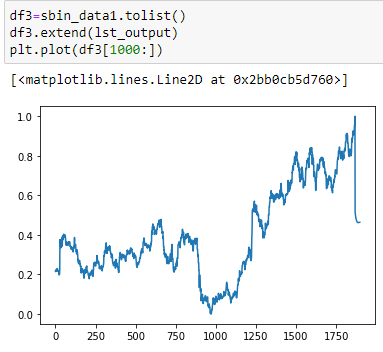 df3=sbin_data1.tolist()
df3.extend(lst_output)
plt.plot(df3[1000:])
[<matplotlib.lines.Line2D at 0x2bb0cb5d760>]
1.0
0.8
0.6
0.4
0.2
0.0
0 250 500 750 1000 1250 1500 1750